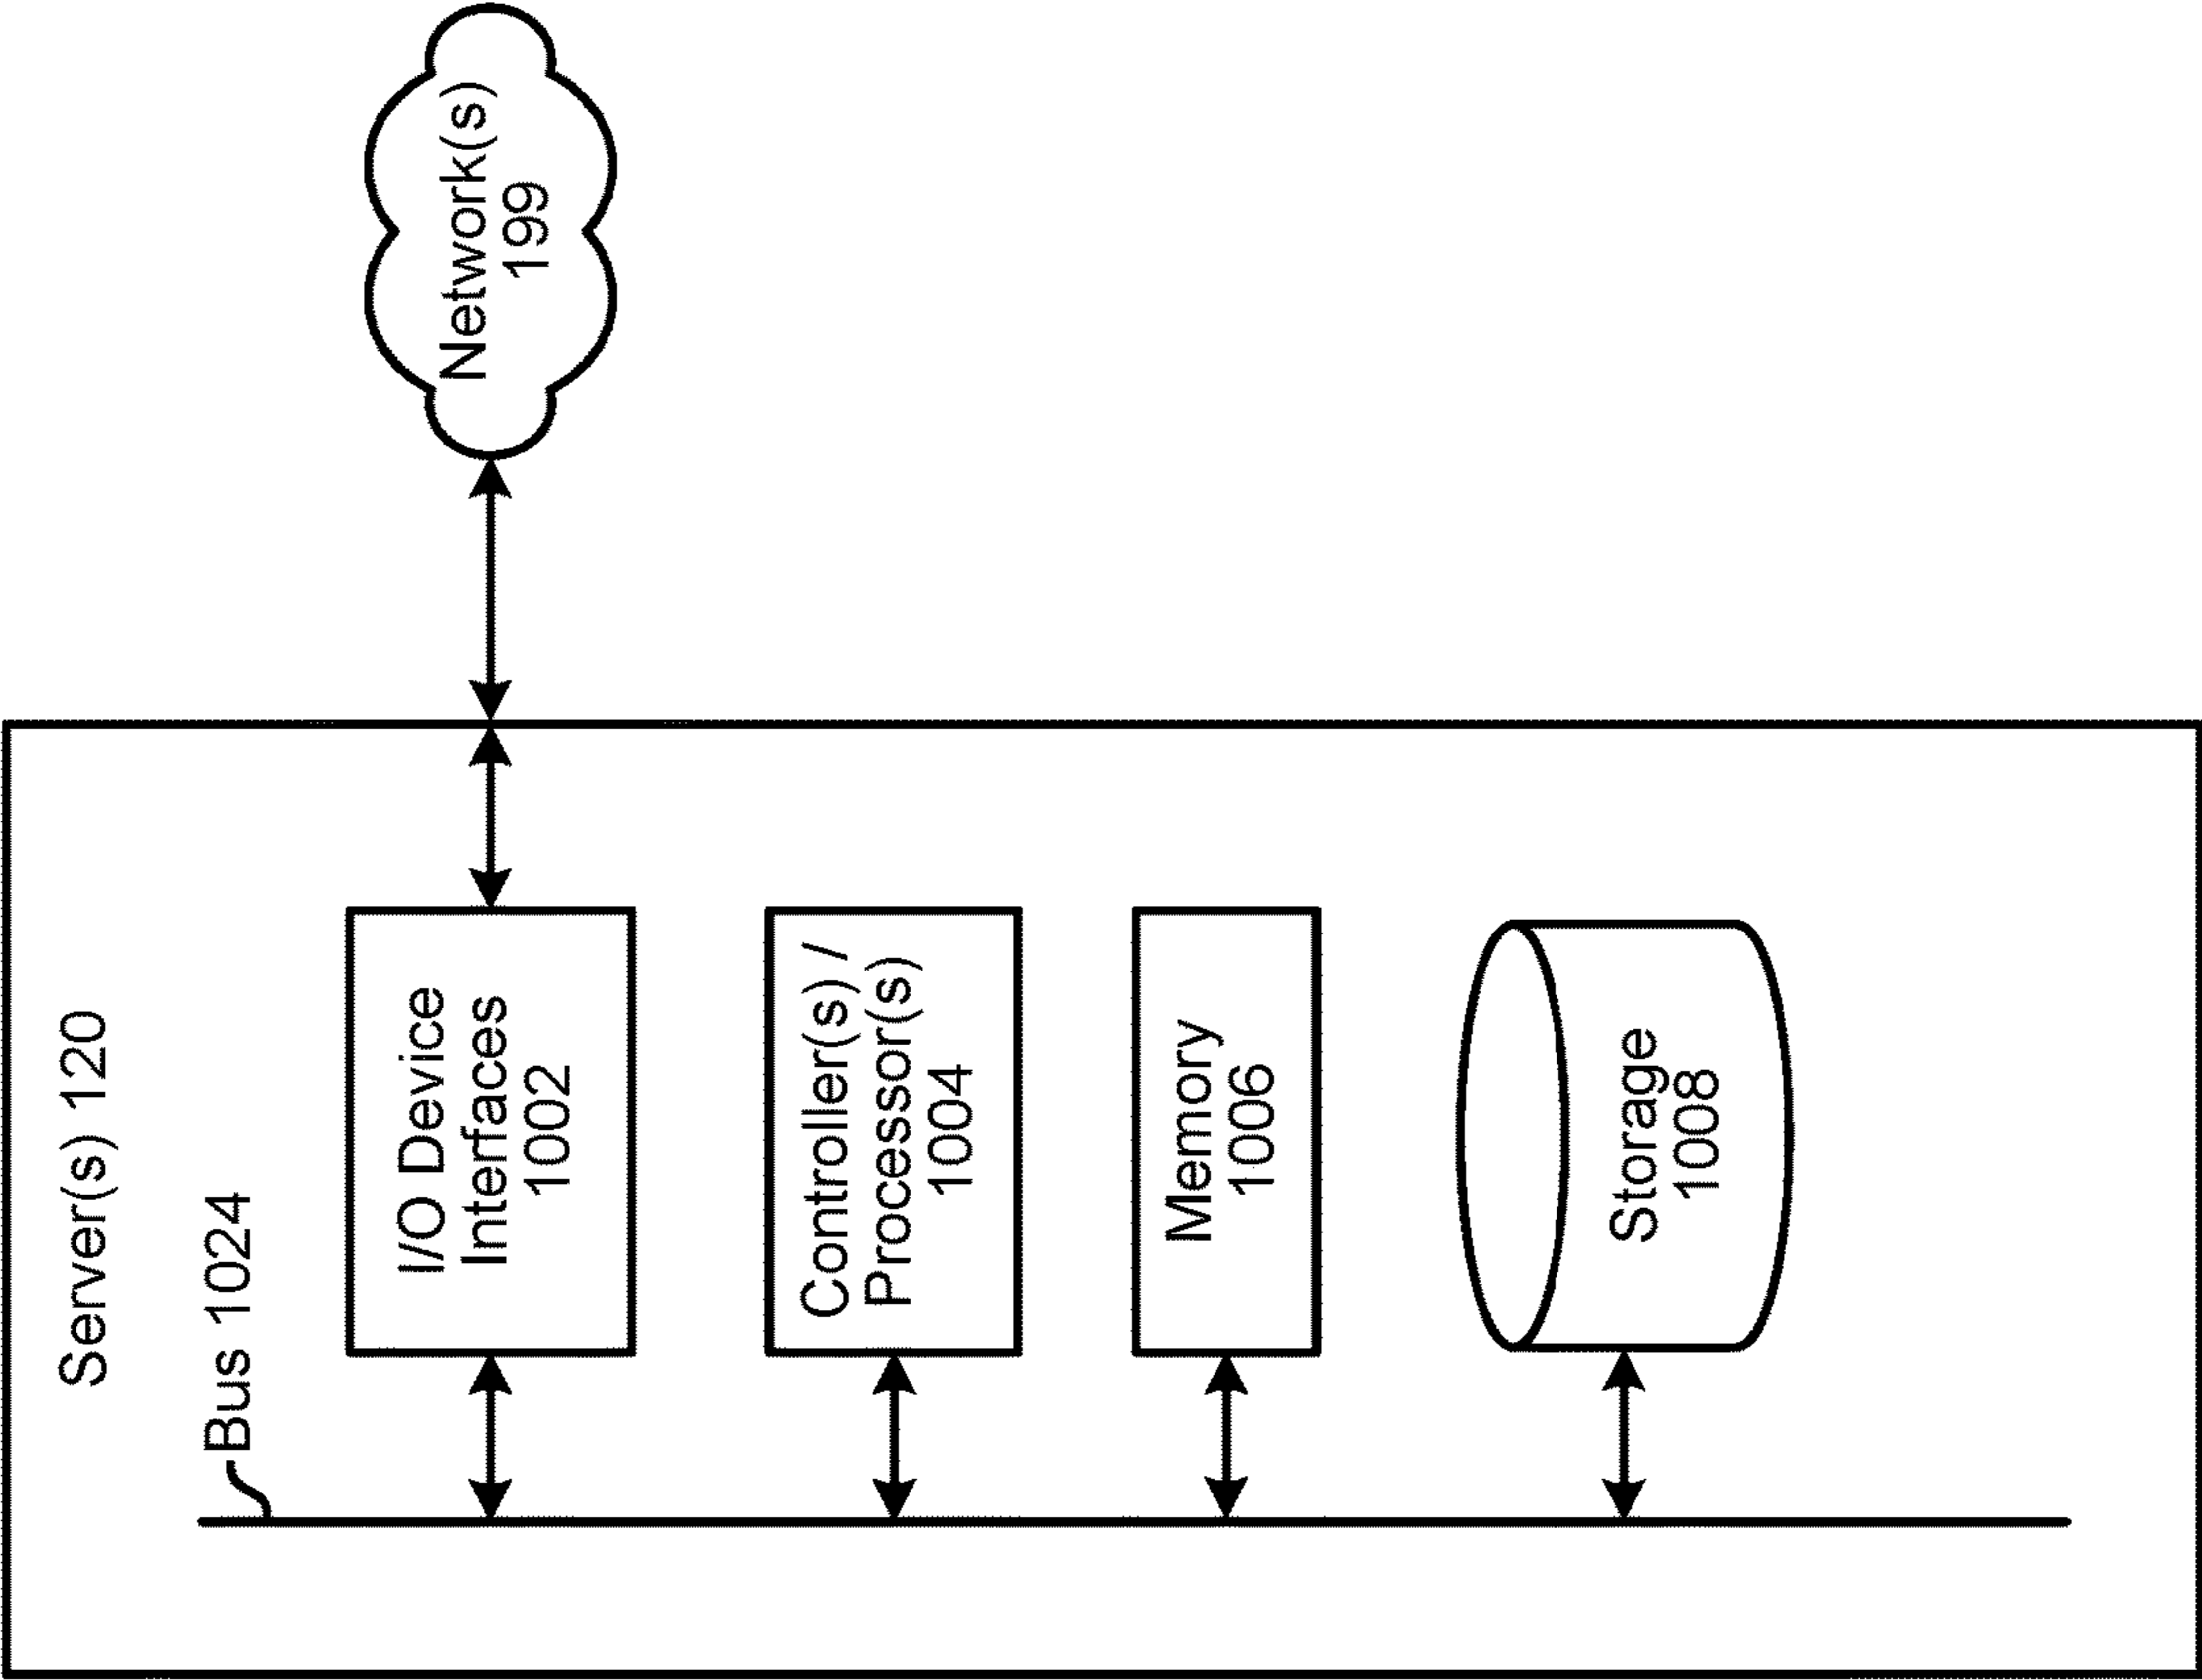 Server(s) 120
Bus 1024
I/O Device
Interfaces
1002
Network(s)
199
Controller(s) /
Processor(s)
1004
Memory
1006
Storage
1008